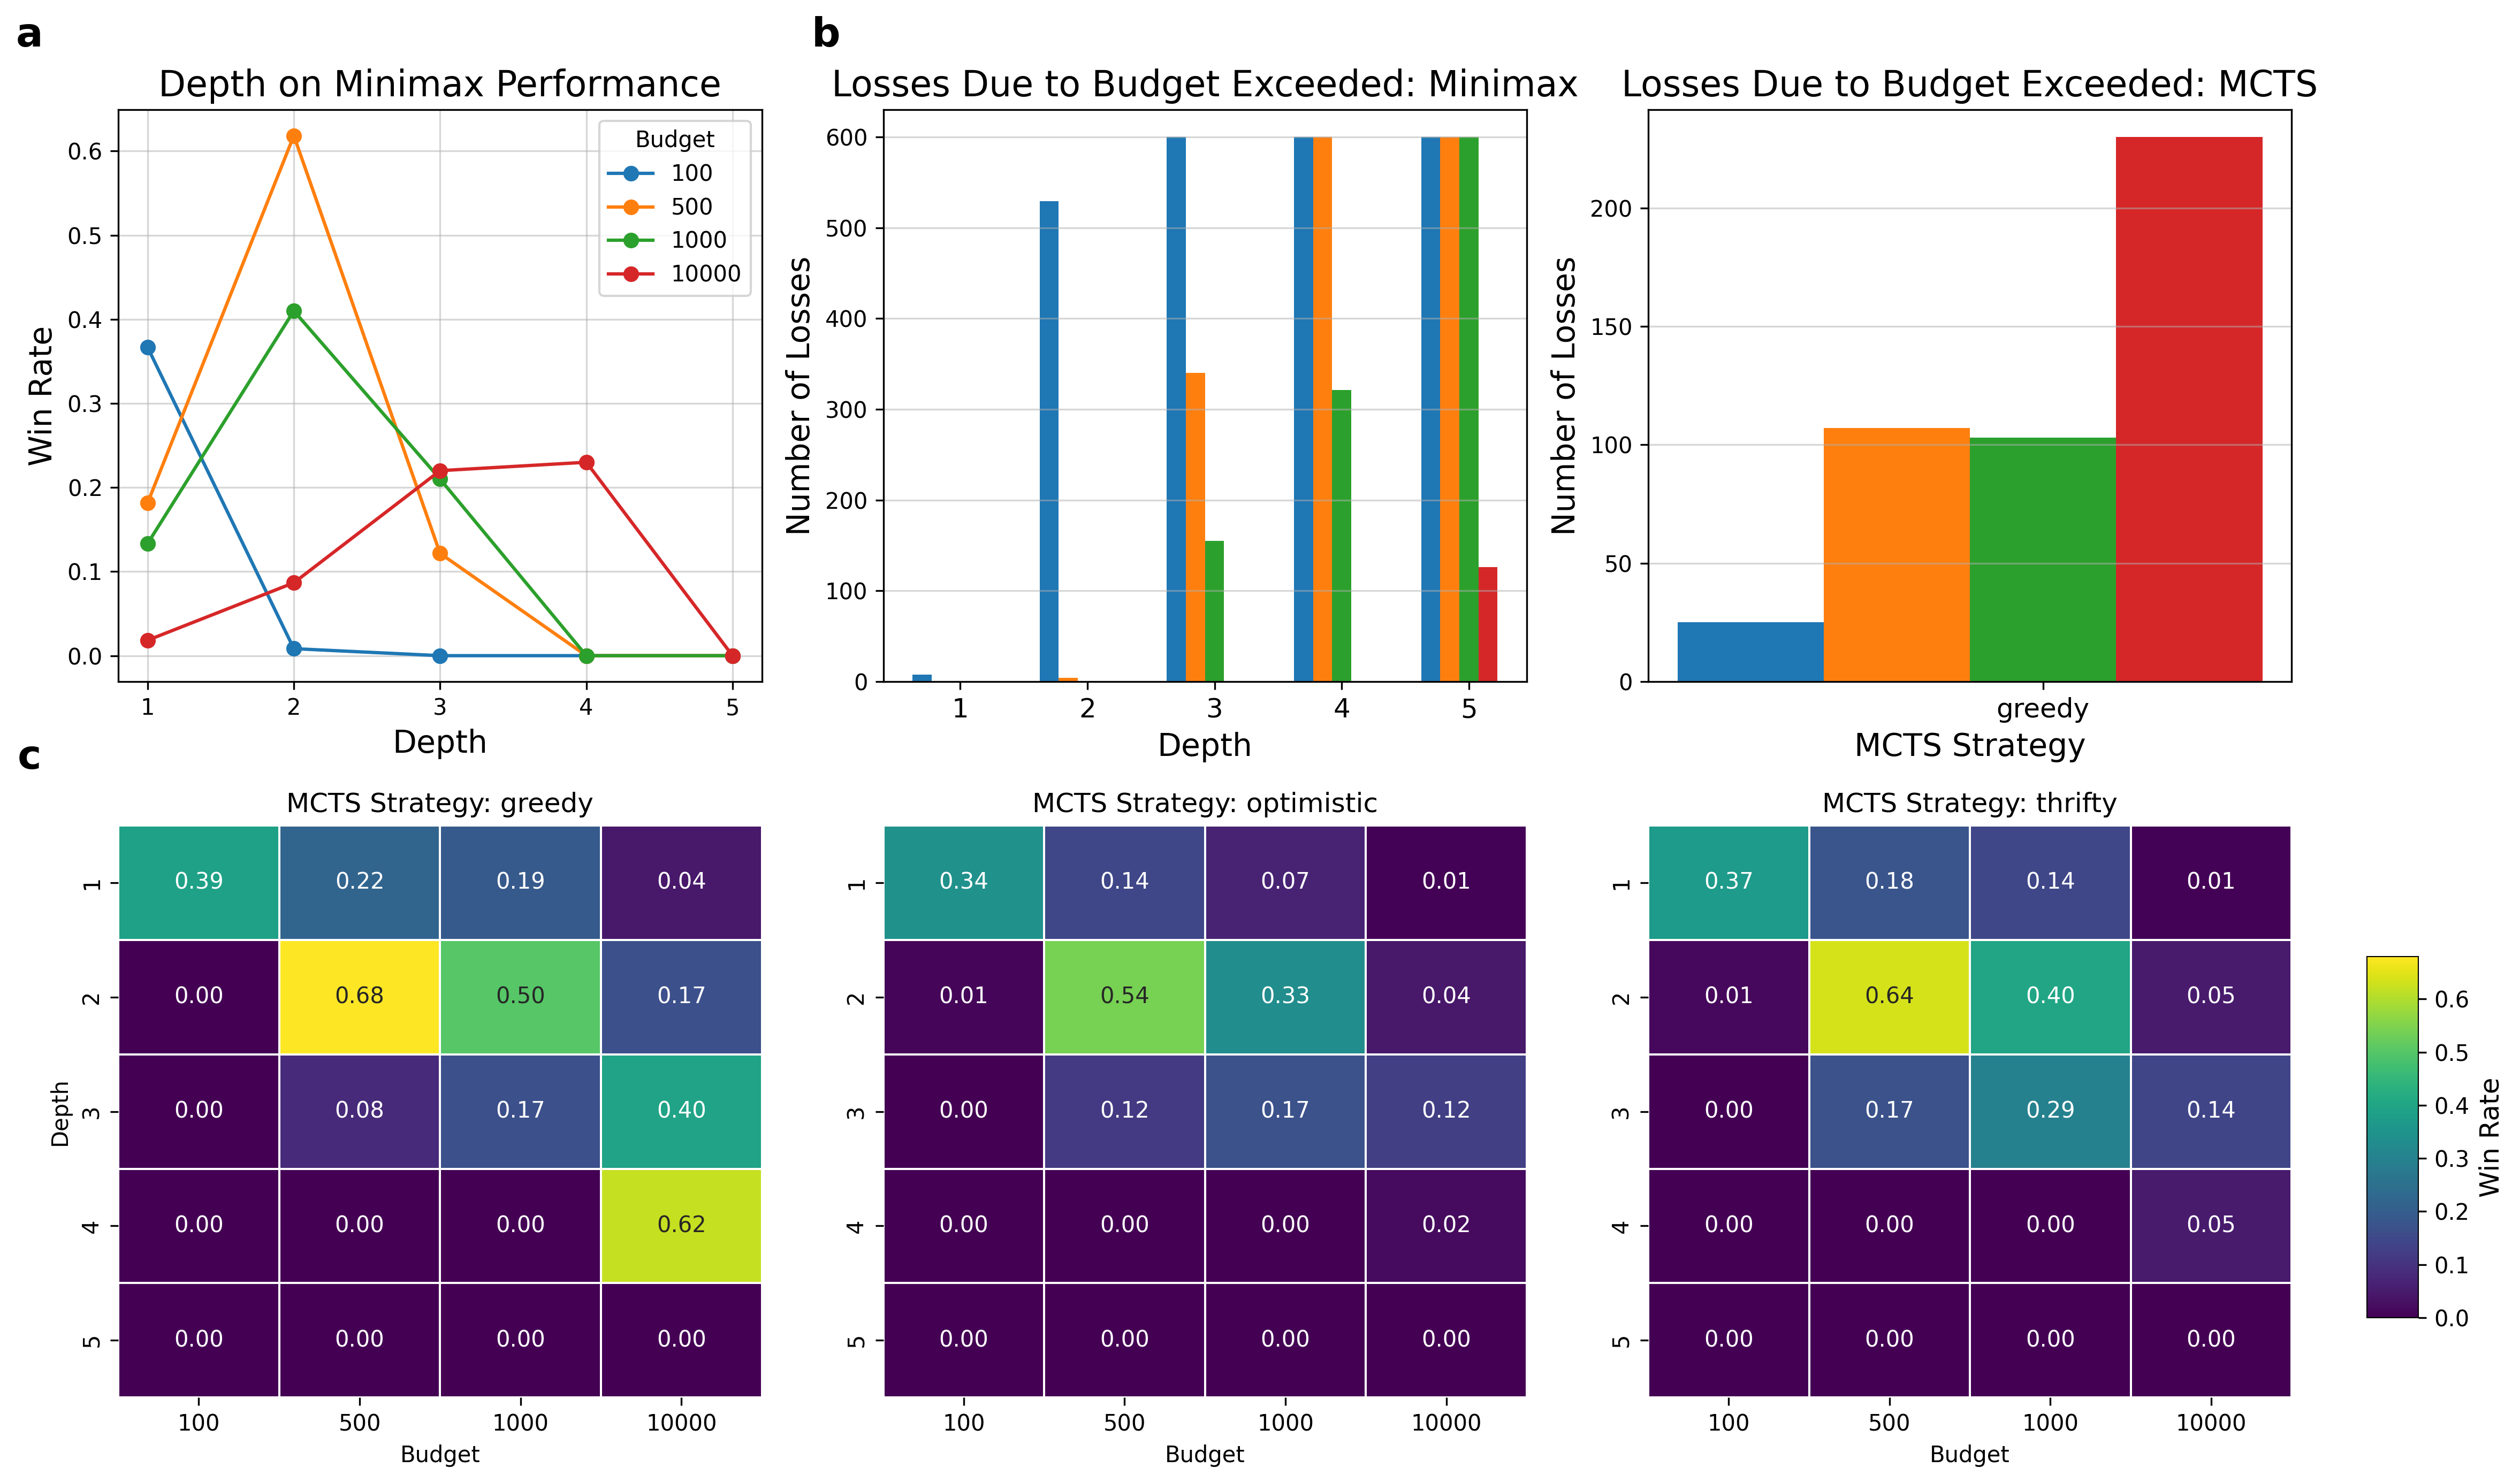 a
Depth on Minimax Performance
Win Rate
0.6
0.5
0.4
0.3
0.2
0.1
0.0
1 2 3 4 5
Depth
Budget
100
500
1000
10000
b
Losses Due to Budget Exceeded: Minimax
Number of Losses
600
500
400
300
200
100
0
1 2 3 4 5
Depth
Losses Due to Budget Exceeded: MCTS
Number of Losses
200
150
100
50
0
greedy
MCTS Strategy
c
MCTS Strategy: greedy
Depth
1 0.39 0.22 0.19 0.04
2 0.00 0.68 0.50 0.17
3 0.00 0.08 0.17 0.40
4 0.00 0.00 0.00 0.62
5 0.00 0.00 0.00 0.00
100 500 1000 10000
Budget
MCTS Strategy: optimistic
1 0.34 0.14 0.07 0.01
2 0.01 0.54 0.33 0.04
3 0.00 0.12 0.17 0.12
4 0.00 0.00 0.00 0.02
5 0.00 0.00 0.00 0.00
100 500 1000 10000
Budget
MCTS Strategy: thrifty
1 0.37 0.18 0.14 0.01
2 0.01 0.64 0.40 0.05
3 0.00 0.17 0.29 0.14
4 0.00 0.00 0.00 0.05
5 0.00 0.00 0.00 0.00
100 500 1000 10000
Budget
0.6
0.5
0.4
0.3
0.2
0.1
0.0
Win Rate